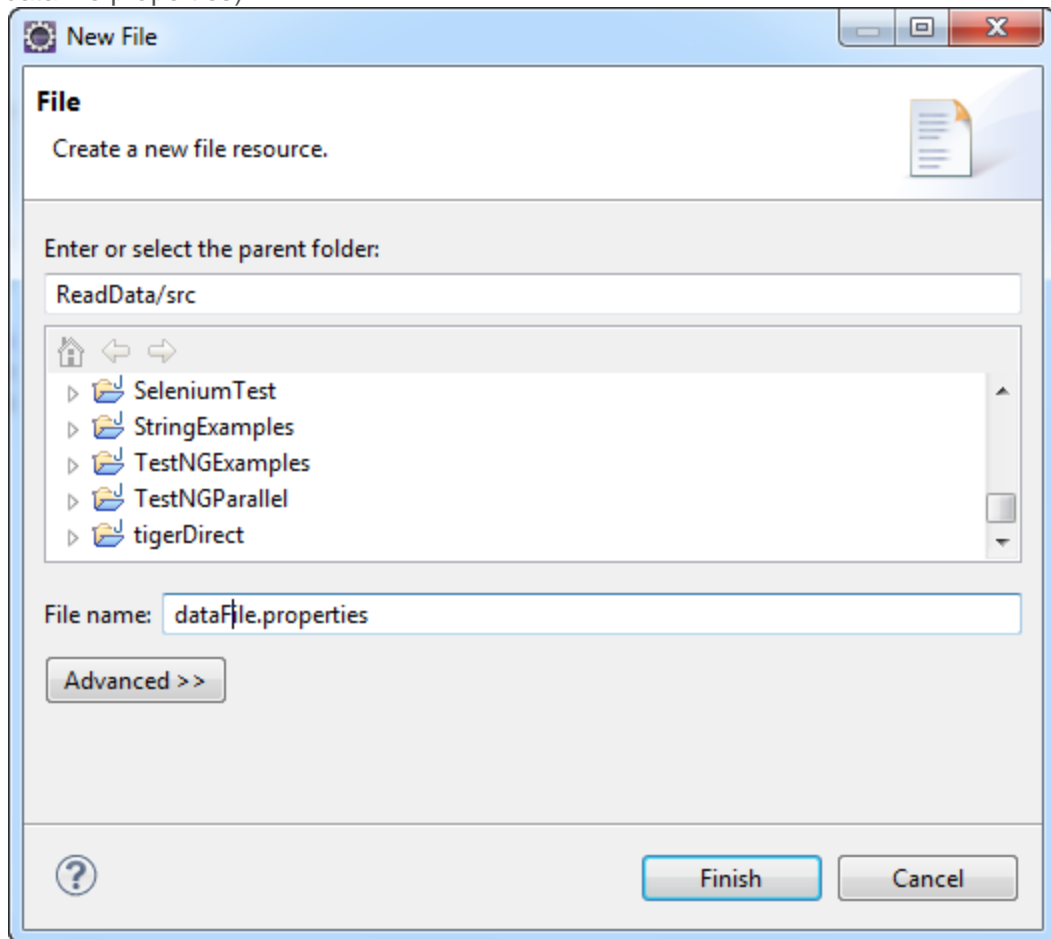 New File
File
Create a new file resource.
Enter or select the parent folder:
ReadData/src
SeleniumTest
StringExamples
TestNGExamples
TestNGParallel
tigerDirect
File name: dataFile.properties
Advanced >>
Finish Cancel